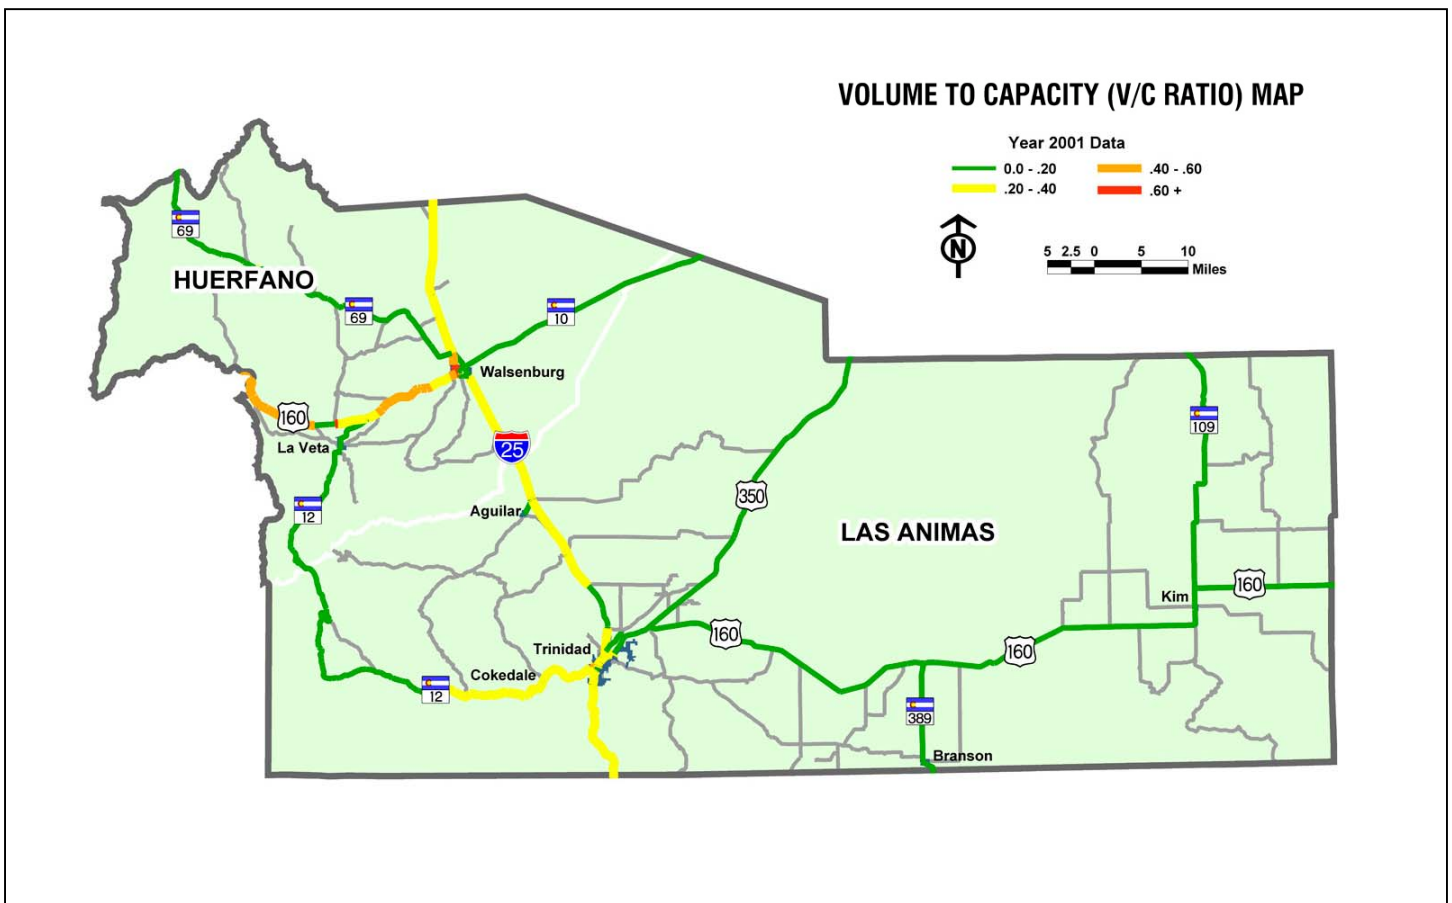 VOLUME TO CAPACITY (V/C RATIO) MAP
Year 2001 Data
0.0 - .20
.40 - .60
.20 - .40
.60 +
N
5 2.5 0 5 10
Miles
69
HUERFANO
69
10
Walsenburg
160
La Veta
25
109
350
12
Aguilar
LAS ANIMAS
Kim
160
Trinidad
160
160
Cokedale
12
389
Branson